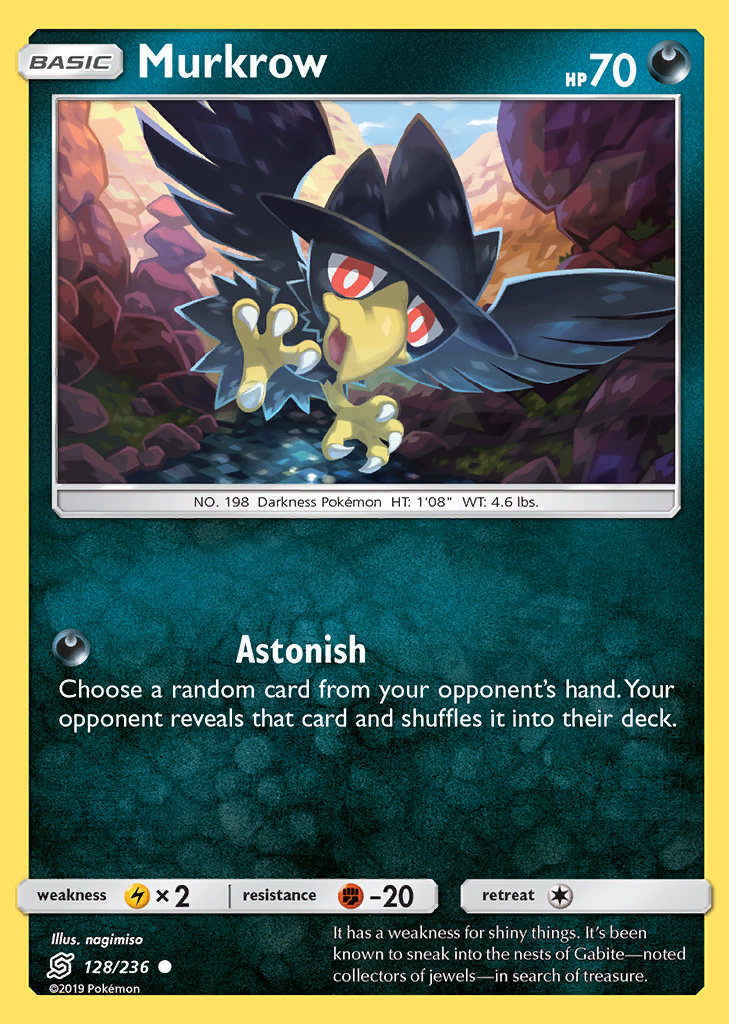 BASIC Murkrow HP 70
NO. 198 Darkness Pokémon HT: 1'08" WT: 4.6 lbs.
Astonish
Choose a random card from your opponent's hand. Your
opponent reveals that card and shuffles it into their deck.
weakness × 2 resistance -20 retreat
Illus. nagimiso
128/236
©2019 Pokémon
It has a weakness for shiny things. It's been
known to sneak into the nests of Gabite—noted
collectors of jewels—in search of treasure.